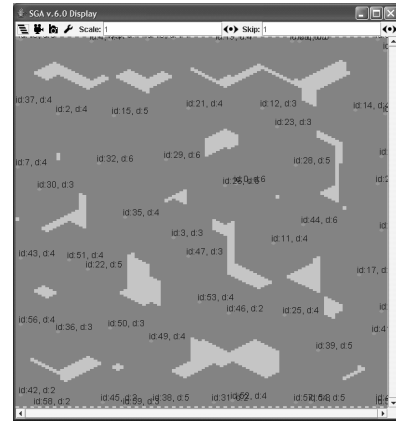 SGA v.6.0 Display
Scale: 1 Skip: 1
id:37, d:4
id:2, d:4
id:15, d:5
id:21, d:4
id:12, d:3
id:14, d:
id:23, d:3
id:7, d:4
id:32, d:6
id:29, d:6
id:28, d:5
id:30, d:3
id:35, d:4
id:44, d:6
id:3, d:3
id:11, d:4
id:43, d:4
id:51, d:4
id:22, d:5
id:47, d:3
id:17, d:
id:53, d:4
id:46, d:2
id:25, d:4
id:56, d:4
id:36, d:3
id:50, d:3
id:49, d:4
id:39, d:5
id:42, d:2
id:58, d:2
id:38, d:5